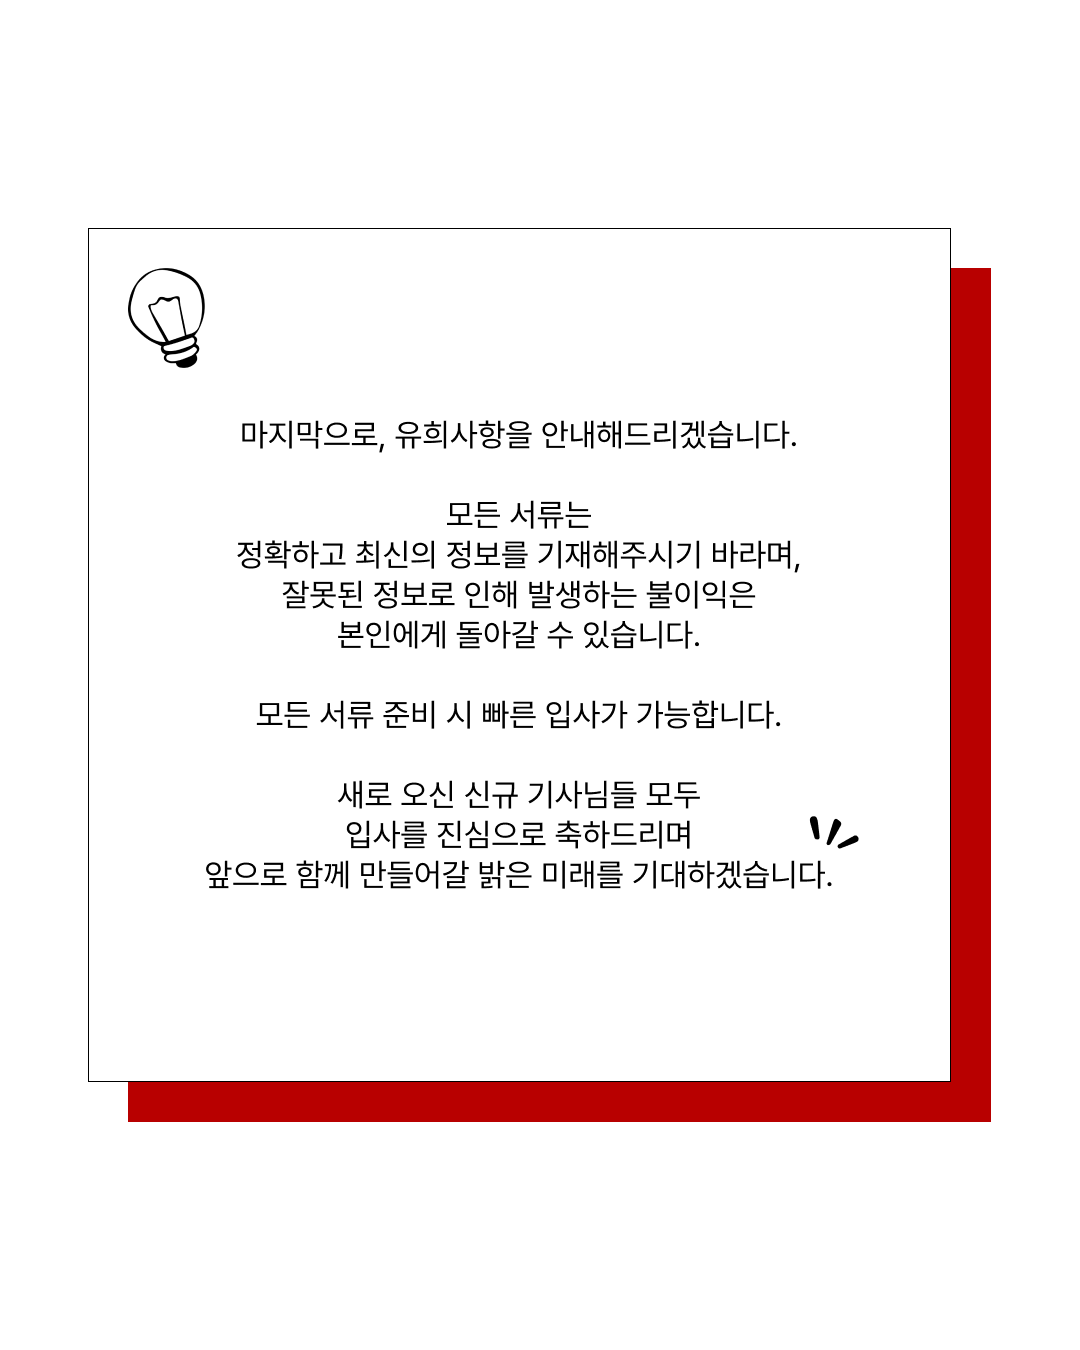 마지막으로, 유희사항을 안내해드리겠습니다.
모든 서류는
정확하고 최신의 정보를 기재해주시기 바라며,
잘못된 정보로 인해 발생하는 불이익은
본인에게 돌아갈 수 있습니다.
모든 서류 준비 시 빠른 입사가 가능합니다.
새로 오신 신규 기사님들 모두
입사를 진심으로 축하드리며
앞으로 함께 만들어갈 밝은 미래를 기대하겠습니다.